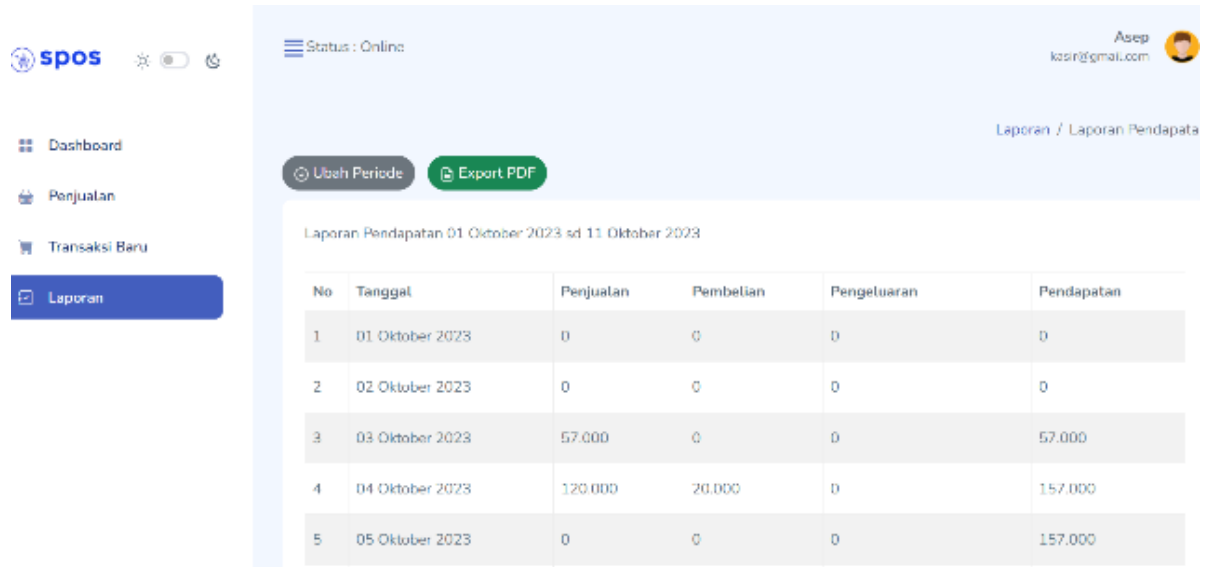 spos
Status : Online
Asep
kasir@gmail.com
Dashboard
Penjualan
Transaksi Baru
Laporan
Laporan / Laporan Pendapata
Ubah Periode
Export PDF
Laporan Pendapatan 01 Oktober 2023 sd 11 Oktober 2023
No Tanggal Penjualan Pembelian Pengeluaran Pendapatan
1 01 Oktober 2023 0 0 0 0
2 02 Oktober 2023 0 0 0 0
3 03 Oktober 2023 57.000 0 0 57.000
4 04 Oktober 2023 120.000 20.000 0 157.000
5 05 Oktober 2023 0 0 0 157.000